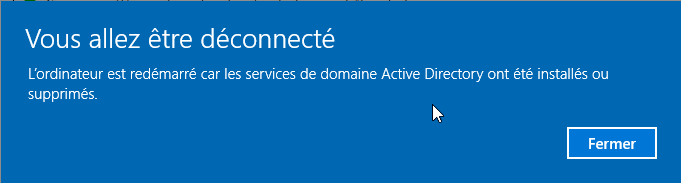 Vous allez être déconnecté
L'ordinateur est redémarré car les services de domaine Active Directory ont été installés ou
supprimés.
Fermer